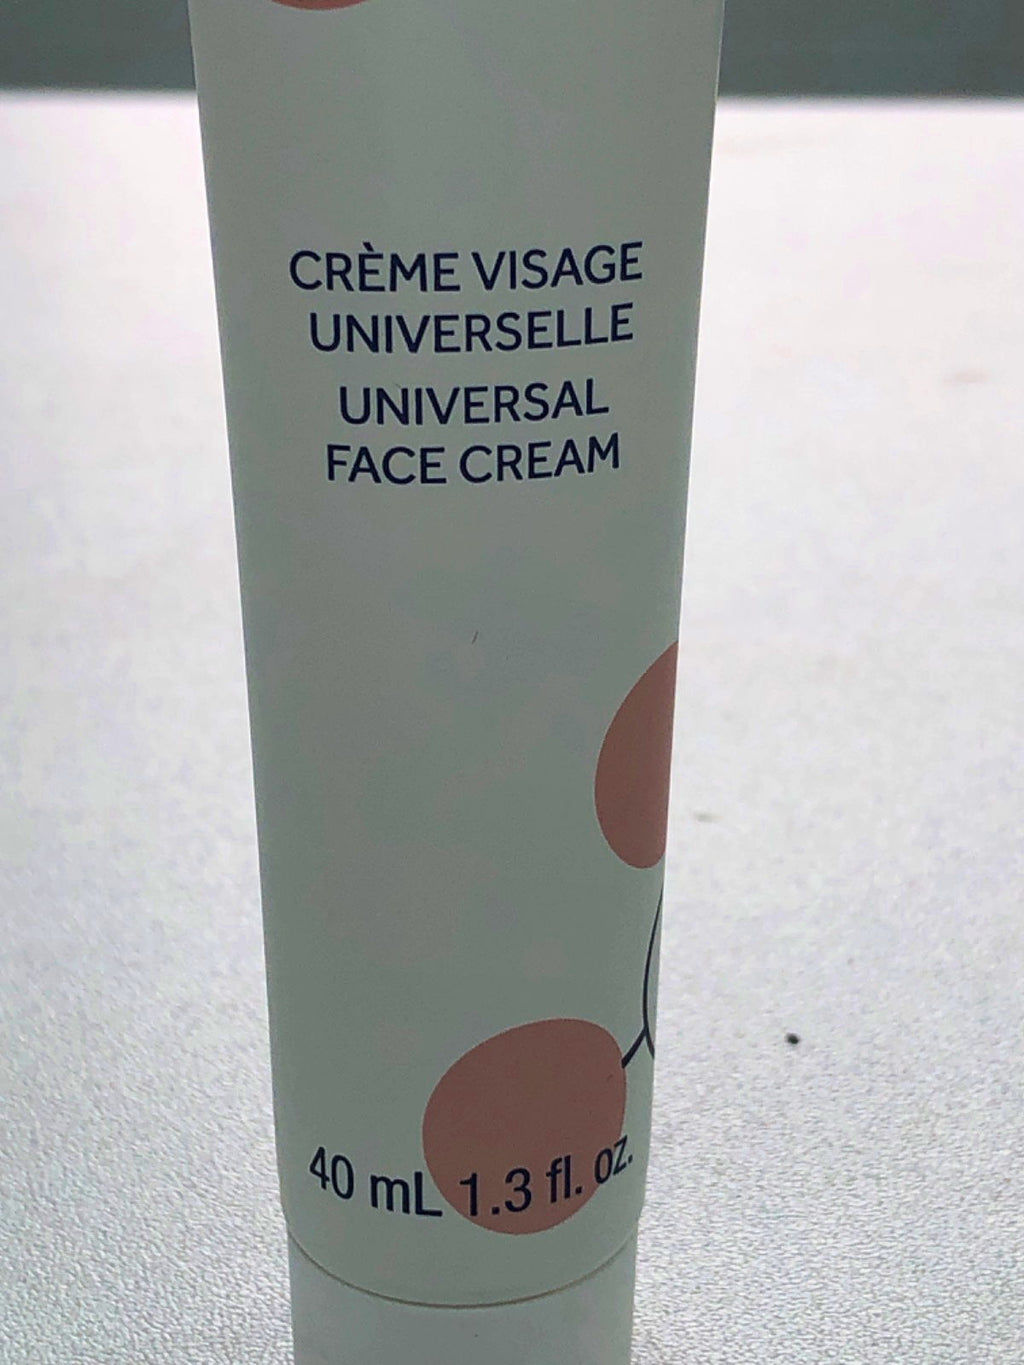 CRÈME VISAGE
UNIVERSELLE
UNIVERSAL
FACE CREAM
40 mL 1.3 fl. oz.